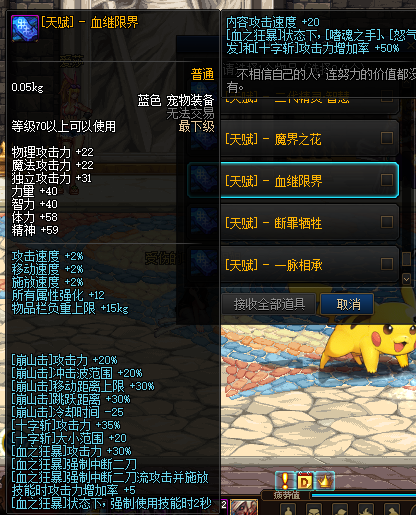 [天赋] - 血继限界
普通
0.05kg
蓝色 宠物装备
无法交易
等级70以上可以使用
最下级
物理攻击力 +22
魔法攻击力 +22
独立攻击力 +31
力量 +40
智力 +40
体力 +58
精神 +59
攻击速度 +2%
移动速度 +2%
施放速度 +2%
所有属性强化 +12
物品栏负重上限 +15kg
[崩山击]攻击力 +20%
[崩山击]冲击波范围 +20%
[崩山击]移动距离上限 +30%
[崩山击]跳跃距离 +30%
[崩山击]冷却时间 -25
[十字斩]攻击力 +35%
[十字斩]大小范围 +20
[血之狂暴]攻击力 +20%
[血之狂暴]强制中断二刀
[血之狂暴]强制中断二刀流攻击并施放
技能时攻击力增加率 +5
[血之狂暴]状态下, 强制使用技能时2秒
内容攻击速度 +20
[血之狂暴]状态下, [嗜魂之手]、[怒气
发]和[十字斩]攻击力增加率 +50%
不相信自己的人, 连努力的价值都没
有。
[天赋] - 魔界之花
[天赋] - 血继限界
[天赋] - 断罪牺牲
[天赋] - 一脉相承
接收全部道具
取消
D
疲劳值
2